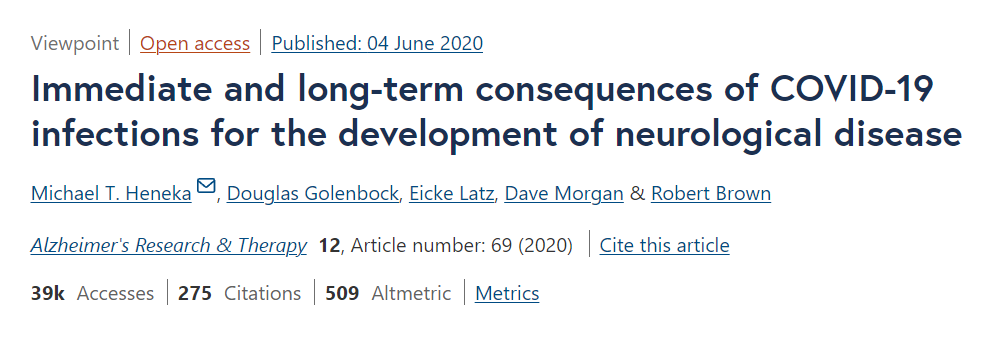 Viewpoint | Open access | Published: 04 June 2020
Immediate and long-term consequences of COVID-19
infections for the development of neurological disease
Michael T. Heneka, Douglas Golenbock, Eicke Latz, Dave Morgan & Robert Brown
Alzheimer's Research & Therapy 12, Article number: 69 (2020) | Cite this article
39k Accesses | 275 Citations | 509 Altmetric | Metrics